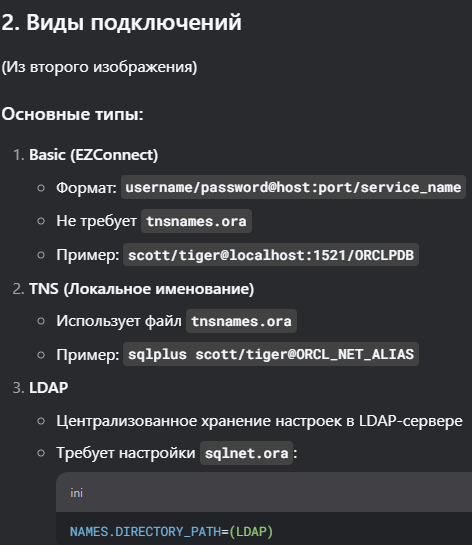 2. Виды подключений
(Из второго изображения)
Основные типы:
1. Basic (EZConnect)
○ Формат: username/password@host:port/service_name
○ Не требует tnsnames.ora
○ Пример: scott/tiger@localhost:1521/ORCLPDB
2. TNS (Локальное именование)
○ Использует файл tnsnames.ora
○ Пример: sqlplus scott/tiger@ORCL_NET_ALIAS
3. LDAP
○ Централизованное хранение настроек в LDAP-сервере
○ Требует настройки sqlnet.ora:
ini
NAMES.DIRECTORY_PATH=(LDAP)